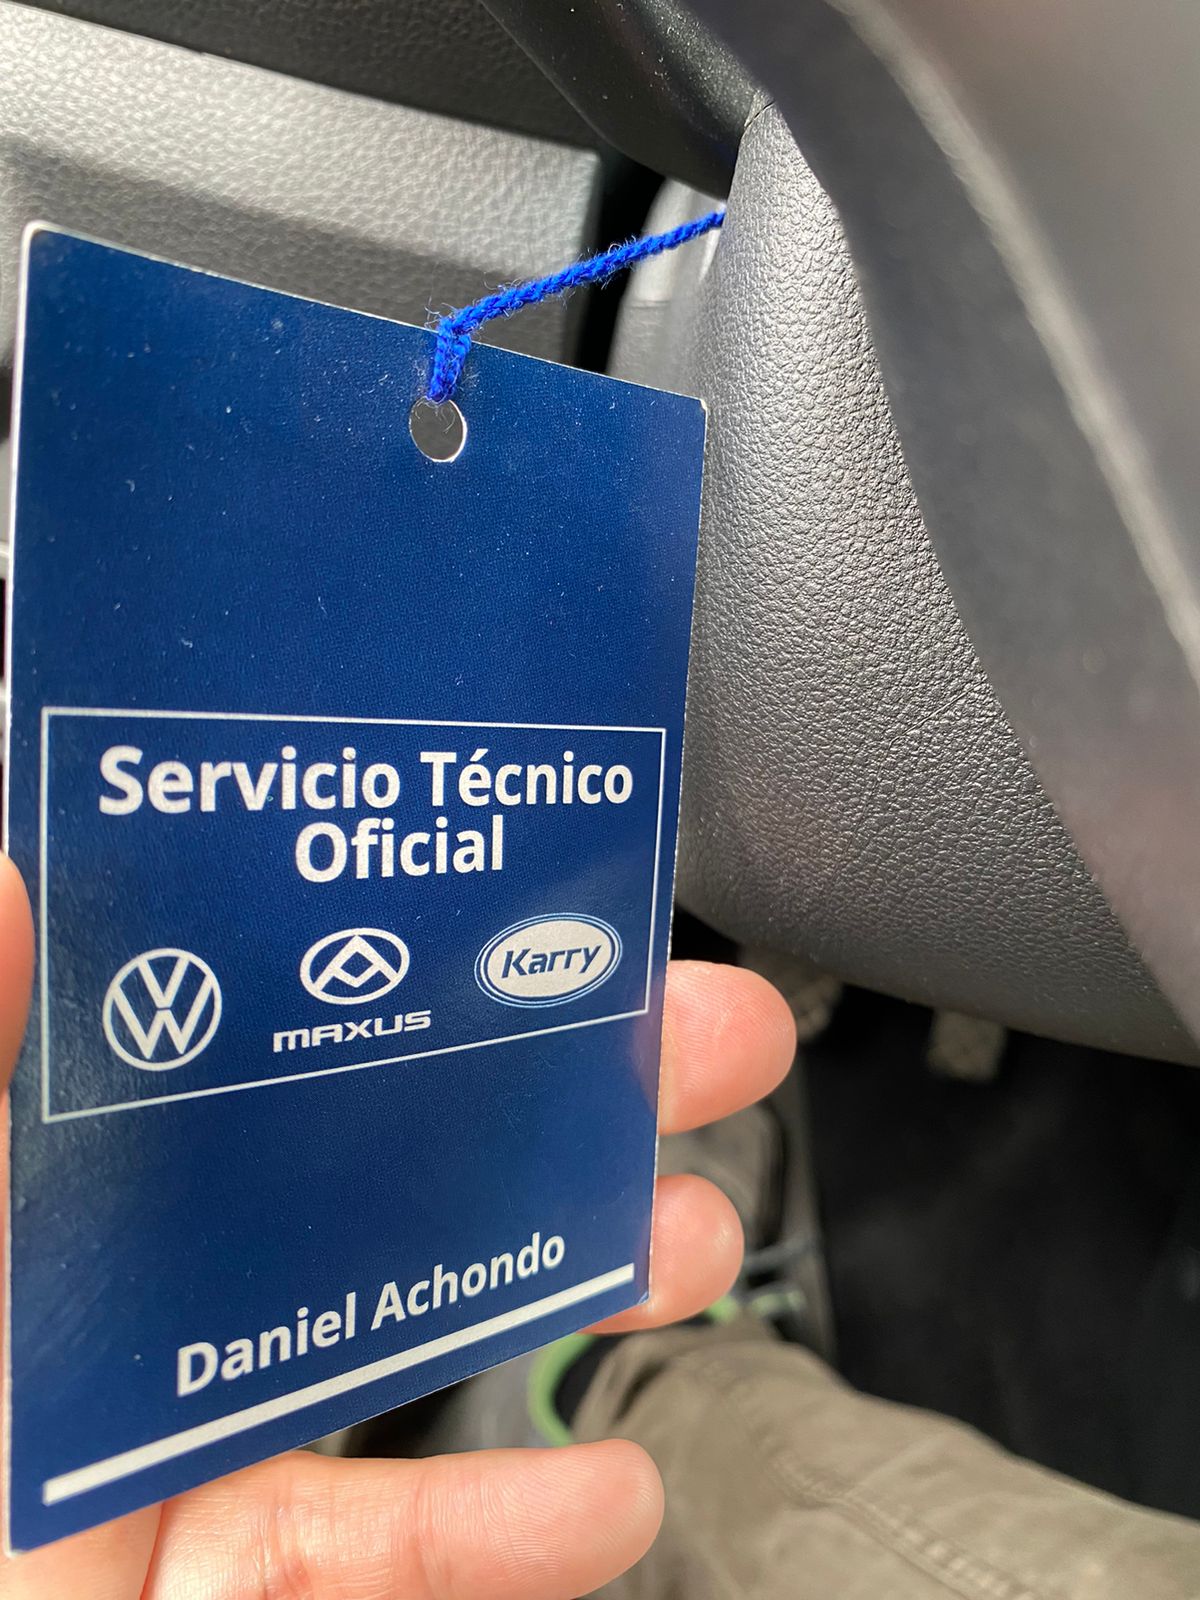 Servicio Técnico
Oficial
MAXUS
Karry
Daniel Achondo